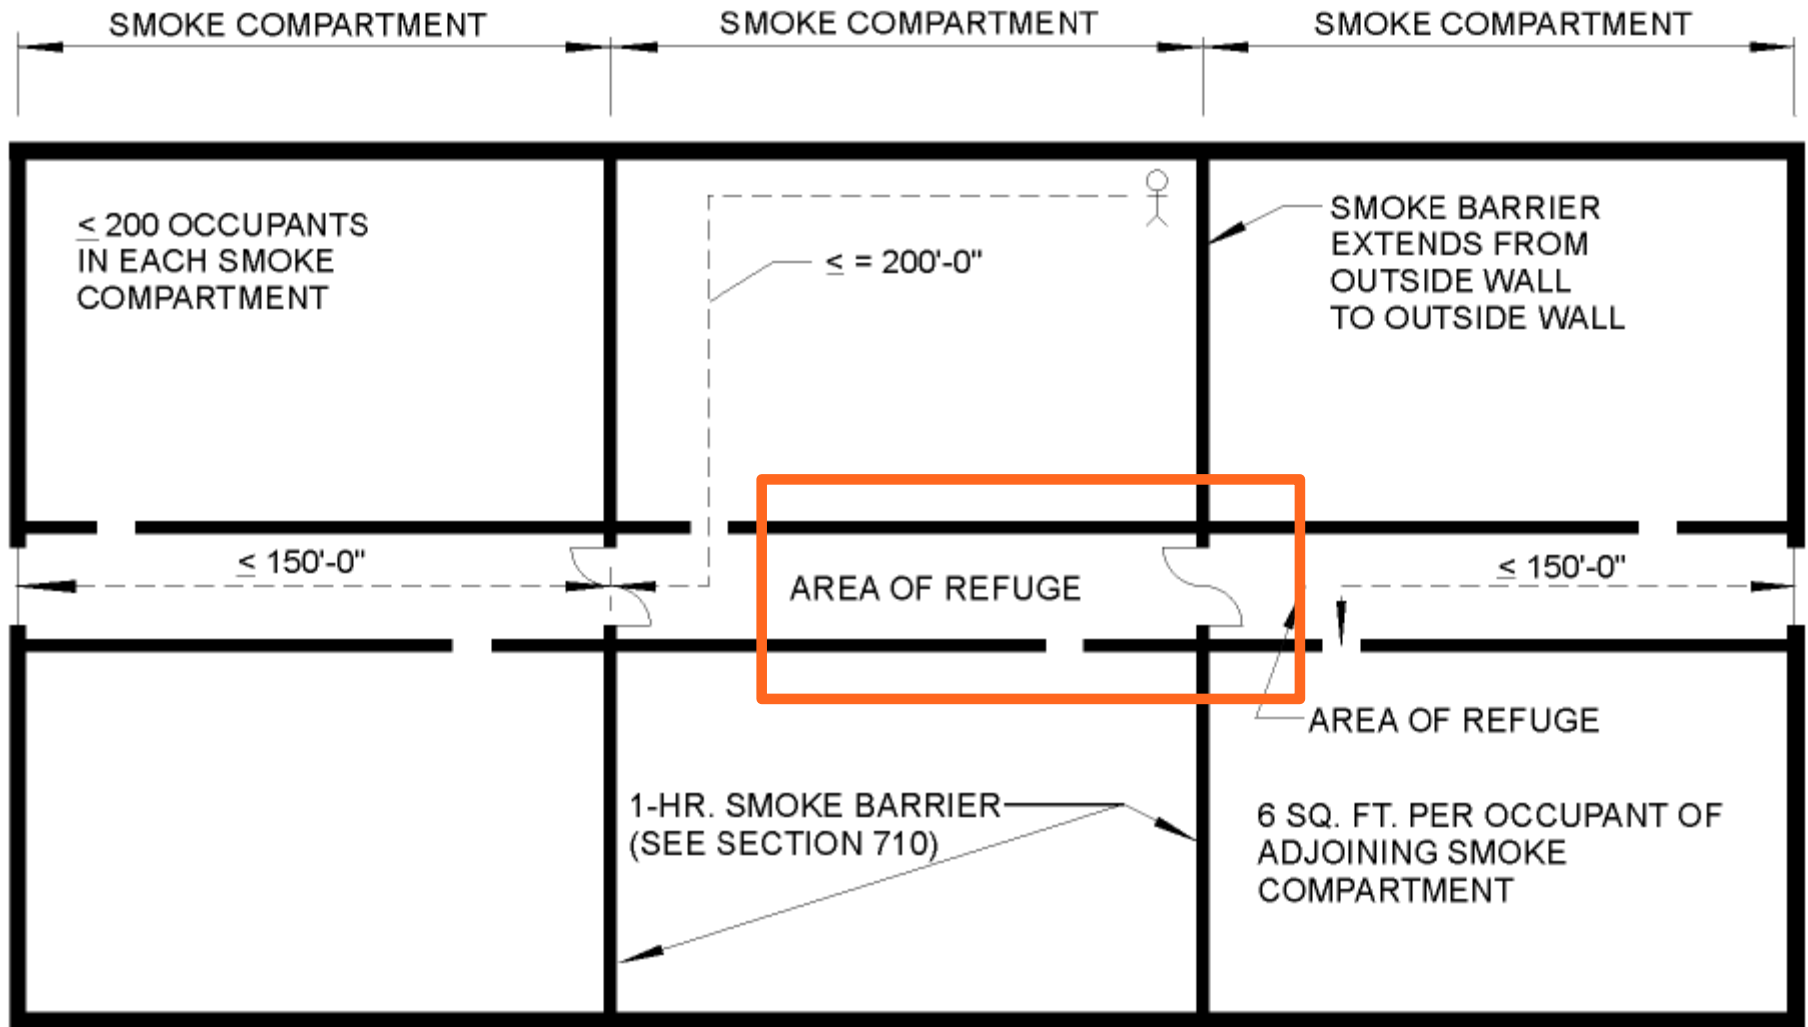 SMOKE COMPARTMENT
SMOKE COMPARTMENT
SMOKE COMPARTMENT
≤ 200 OCCUPANTS
IN EACH SMOKE
COMPARTMENT
≤ = 200'-0"
SMOKE BARRIER
EXTENDS FROM
OUTSIDE WALL
TO OUTSIDE WALL
≤ 150'-0"
AREA OF REFUGE
≤ 150'-0"
AREA OF REFUGE
1-HR. SMOKE BARRIER
(SEE SECTION 710)
6 SQ. FT. PER OCCUPANT OF
ADJOINING SMOKE
COMPARTMENT